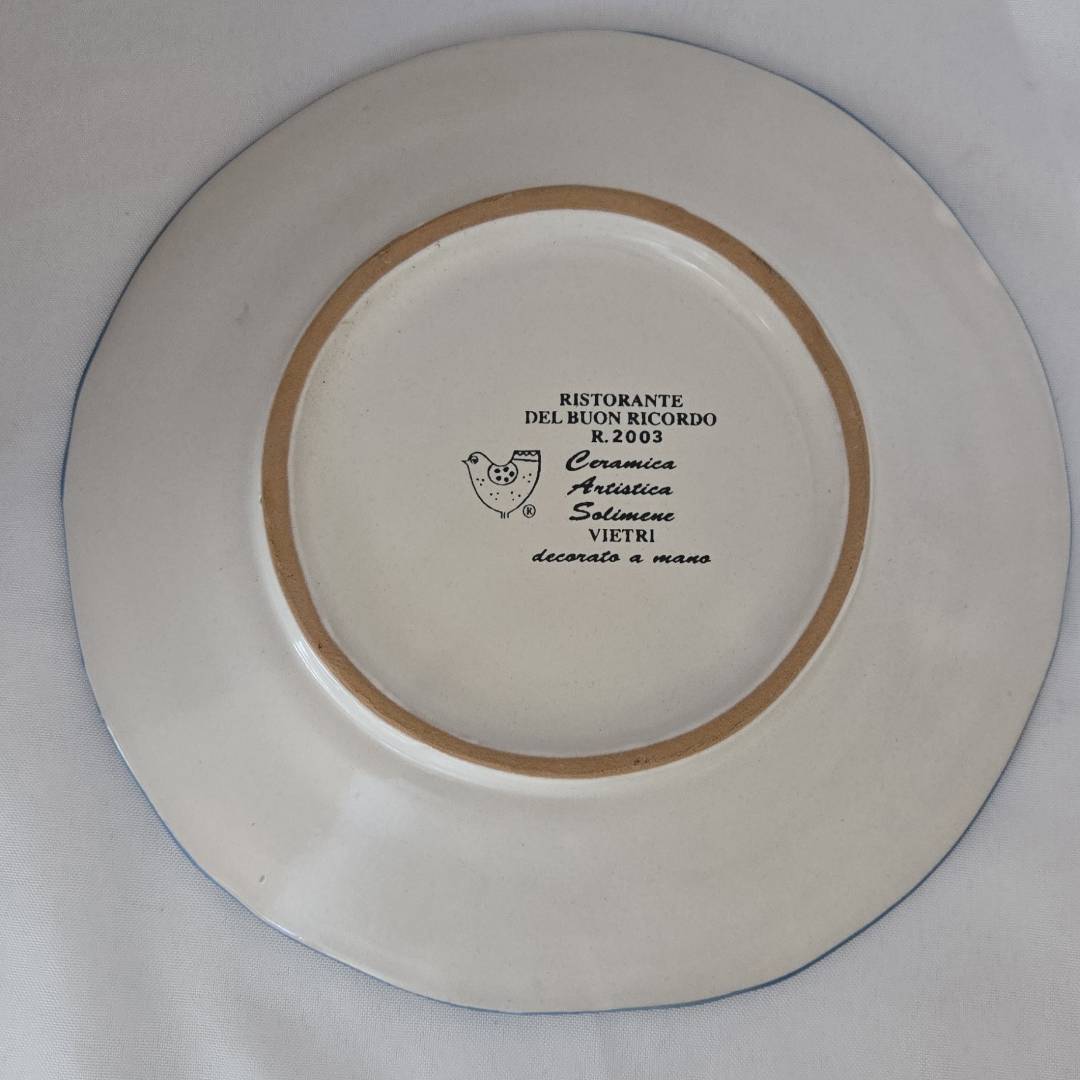 RISTORANTE
DEL BUON RICORDO
R. 2003
Ceramica
Artistica
Solimene
VIETRI
decorato a mano
®